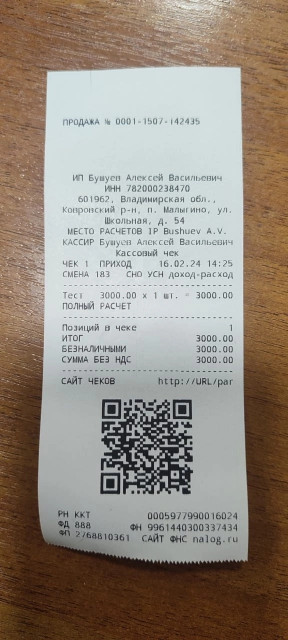 ПРОДАЖА № 0001-1507-142435
ИП Бушуев Алексей Васильевич
ИНН 782000238470
601962, Владимирская обл.,
Ковровский р-н, п. Малыгино, ул.
Школьная, д. 54
МЕСТО РАСЧЕТОВ IP Bushuev A.V.
КАССИР Бушуев Алексей Васильевич
Кассовый чек
ЧЕК 1 ПРИХОД 16.02.24 14:25
СМЕНА 183 СНО УСН доход-расход
Тест 3000.00 x 1 шт. = 3000.00
ПОЛНЫЙ РАСЧЕТ
Позиций в чеке 1
ИТОГ 3000.00
БЕЗНАЛИЧНЫМИ 3000.00
СУММА БЕЗ НДС 3000.00
САЙТ ЧЕКОВ http://URL/par
РН ККТ 0005977990016024
ФД 888 ФН 9961440300337434
ФП 2768810361 САЙТ ФНС nalog.ru